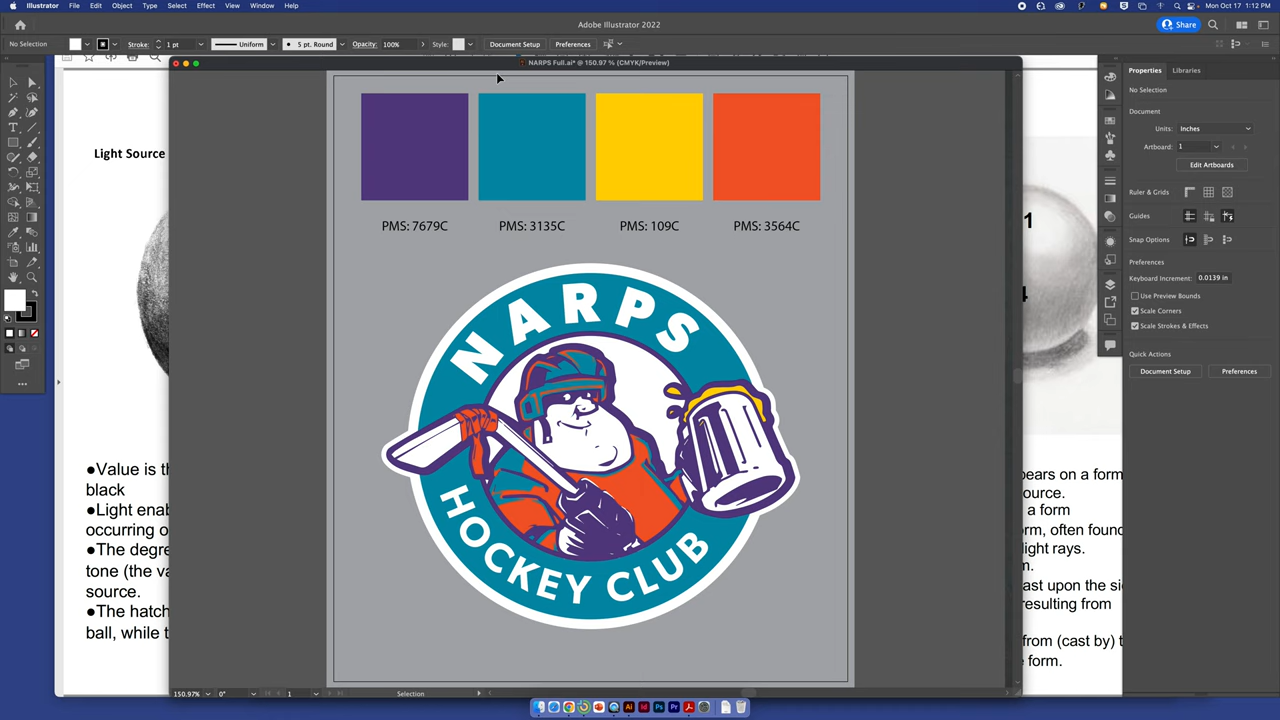 Illustrator File Edit Object Type Select Effect View Window Help
Mon Oct 17 1:12 PM
Adobe Illustrator 2022
Share
No Selection
Stroke:
1 pt
Uniform
5 pt. Round
Opacity:
100%
Style:
Document Setup
Preferences
NARPS Full.ai* @ 150.97 % (CMYK/Preview)
Light Source
PMS: 7679C
PMS: 3135C
PMS: 109C
PMS: 3564C
NARPS
HOCKEY CLUB
●Value is th
black
●Light enab
occurring o
●The degre
tone (the va
source.
●The hatch
ball, while t
1
4
pears on a form
ource.
a form
orm, often found
light rays.
m.
ast upon the si
resulting from
from (cast by) t
e form.
150.97%
0°
1
Selection
Properties
Libraries
No Selection
Document
Units:
Inches
Artboard:
1
Edit Artboards
Ruler & Grids
Guides
Snap Options
Preferences
Keyboard Increment:
0.0139 in
Use Preview Bounds
Scale Corners
Scale Strokes & Effects
Quick Actions
Document Setup
Preferences